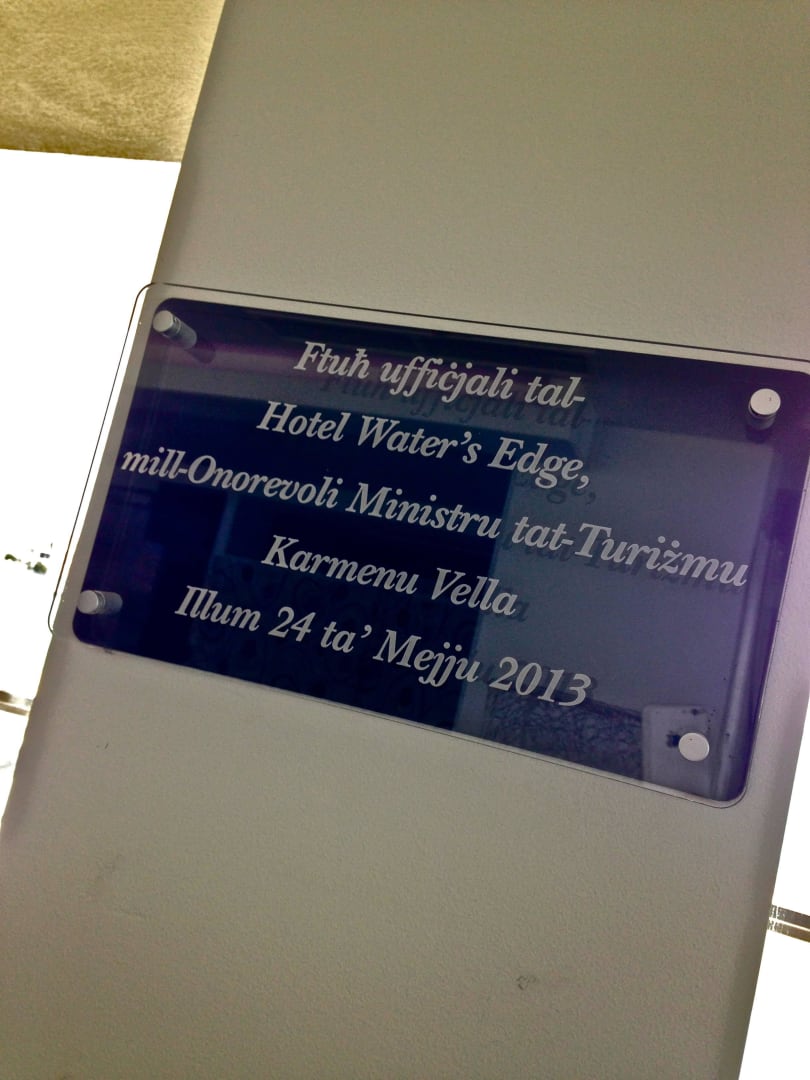 Ftuħ uffiċjali tal-
Hotel Water's Edge,
mill-Onorevoli Ministru tat-Turiżmu
Karmenu Vella
Illum 24 ta' Mejju 2013